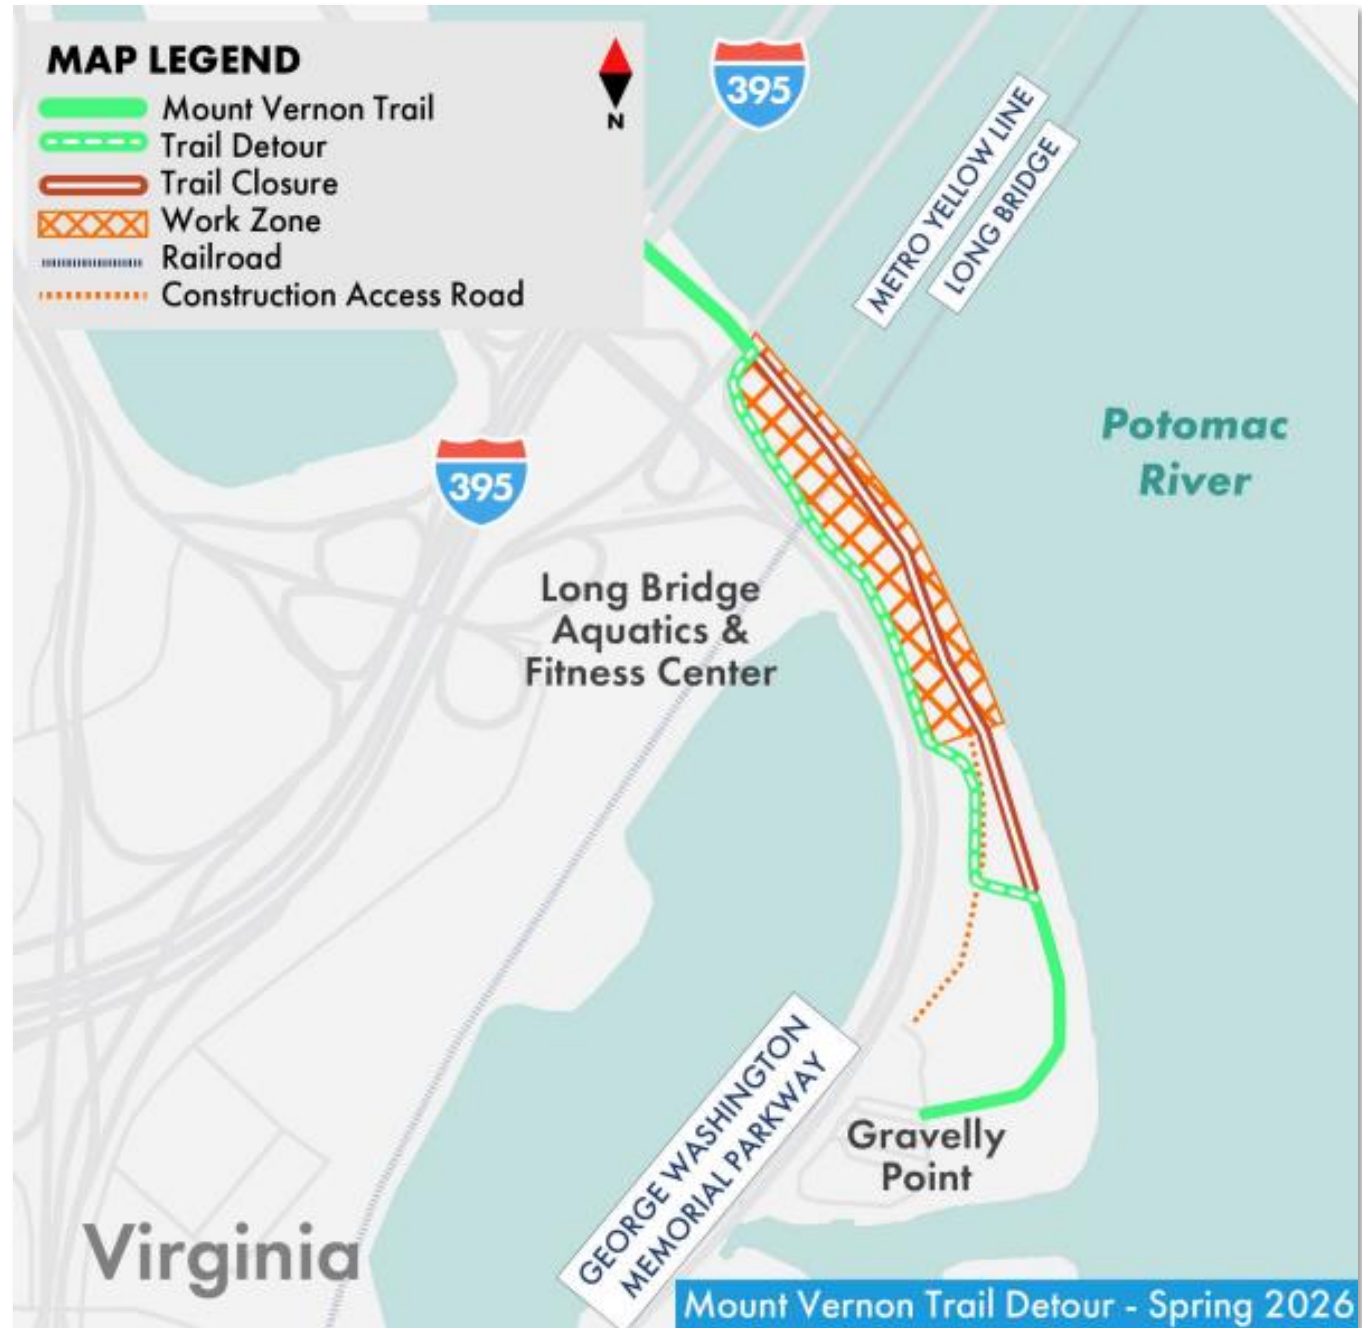 MAP LEGEND
Mount Vernon Trail
Trail Detour
Trail Closure
Work Zone
Railroad
Construction Access Road
N
395
METRO YELLOW LINE
LONG BRIDGE
Potomac
River
395
Long Bridge
Aquatics &
Fitness Center
GEORGE WASHINGTON
MEMORIAL PARKWAY
Gravelly
Point
Virginia
Mount Vernon Trail Detour - Spring 2026